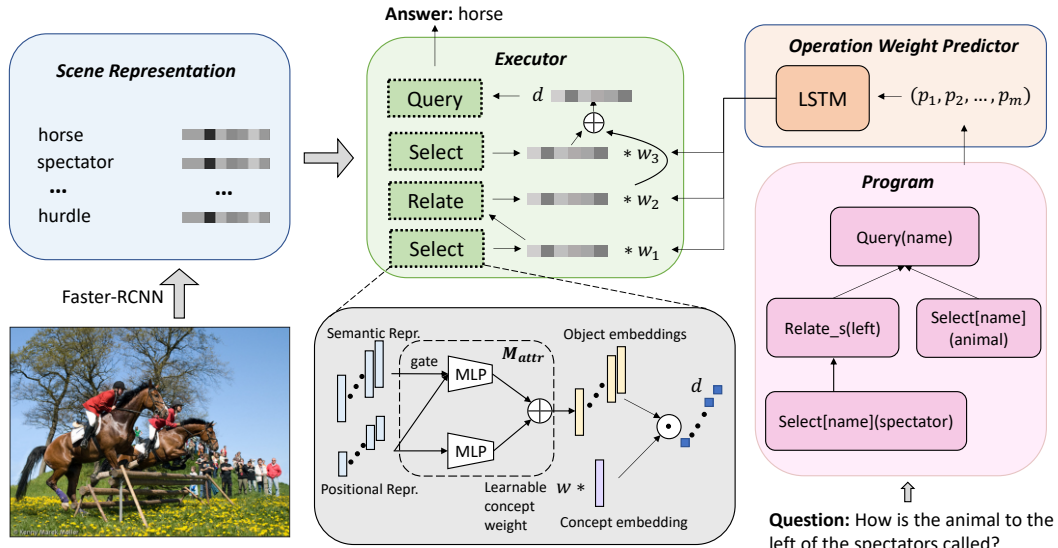 Answer: horse
Scene Representation
horse
spectator
...
...
hurdle
Faster-RCNN
Executor
Query
d
Select
* w₃
Relate
* w₂
Select
* w₁
Operation Weight Predictor
LSTM
(p₁, p₂, ..., pₘ)
Program
Query(name)
Relate_s(left)
Select[name]
(animal)
Select[name](spectator)
Question: How is the animal to the
left of the spectators called?
Semantic Repr.
gate
M_attr
MLP
MLP
Positional Repr.
Learnable
concept
weight
Object embeddings
d
w *
Concept embedding